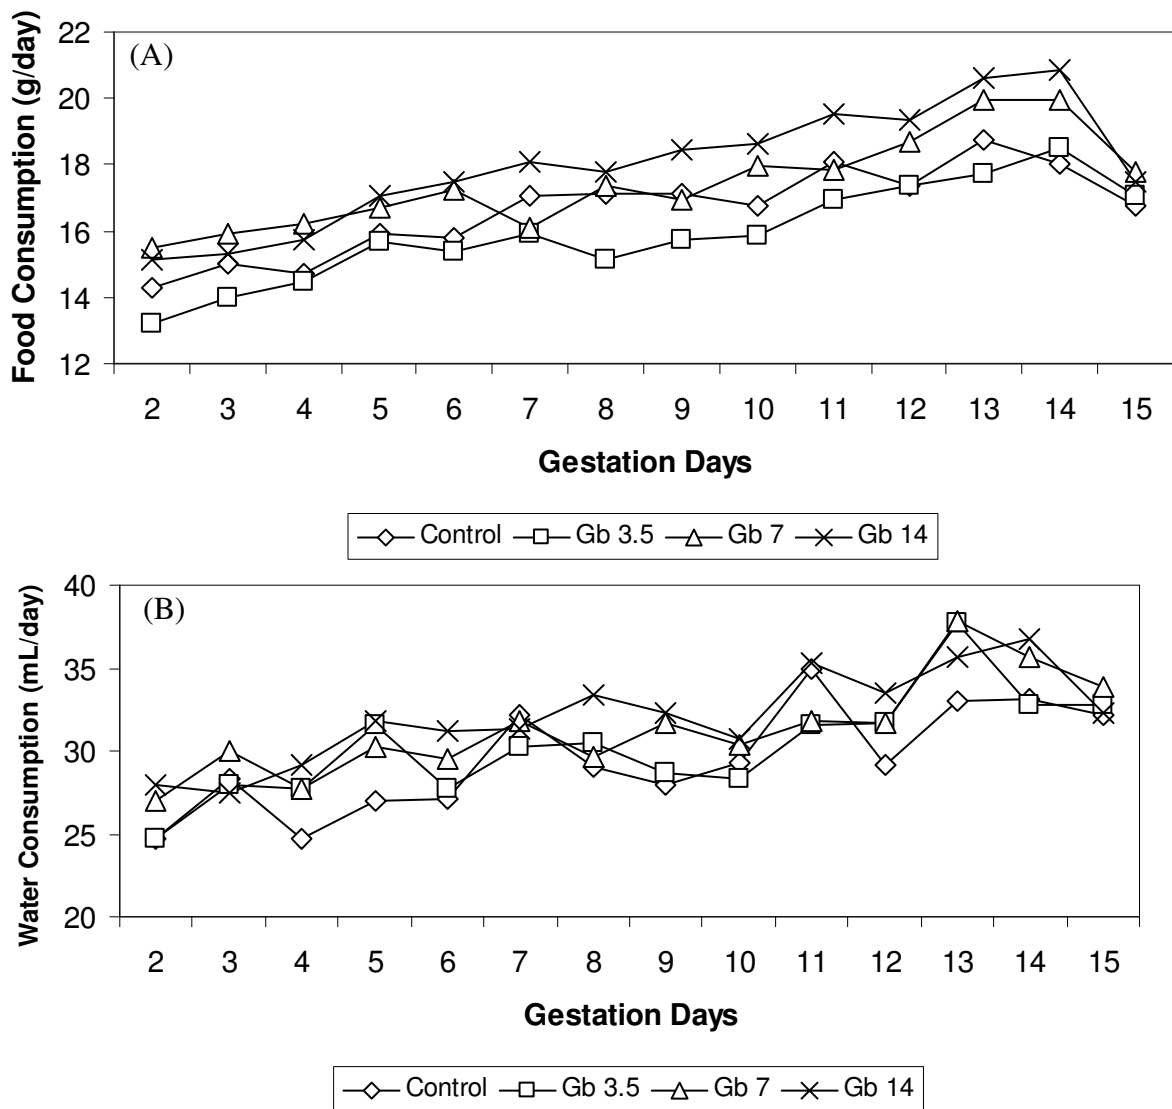 (A)
Food Consumption (g/day)
22
20
18
16
14
12
2 3 4 5 6 7 8 9 10 11 12 13 14 15
Gestation Days
Control Gb 3.5 Gb 7 Gb 14
(B)
Water Consumption (mL/day)
40
35
30
25
20
2 3 4 5 6 7 8 9 10 11 12 13 14 15
Gestation Days
Control Gb 3.5 Gb 7 Gb 14